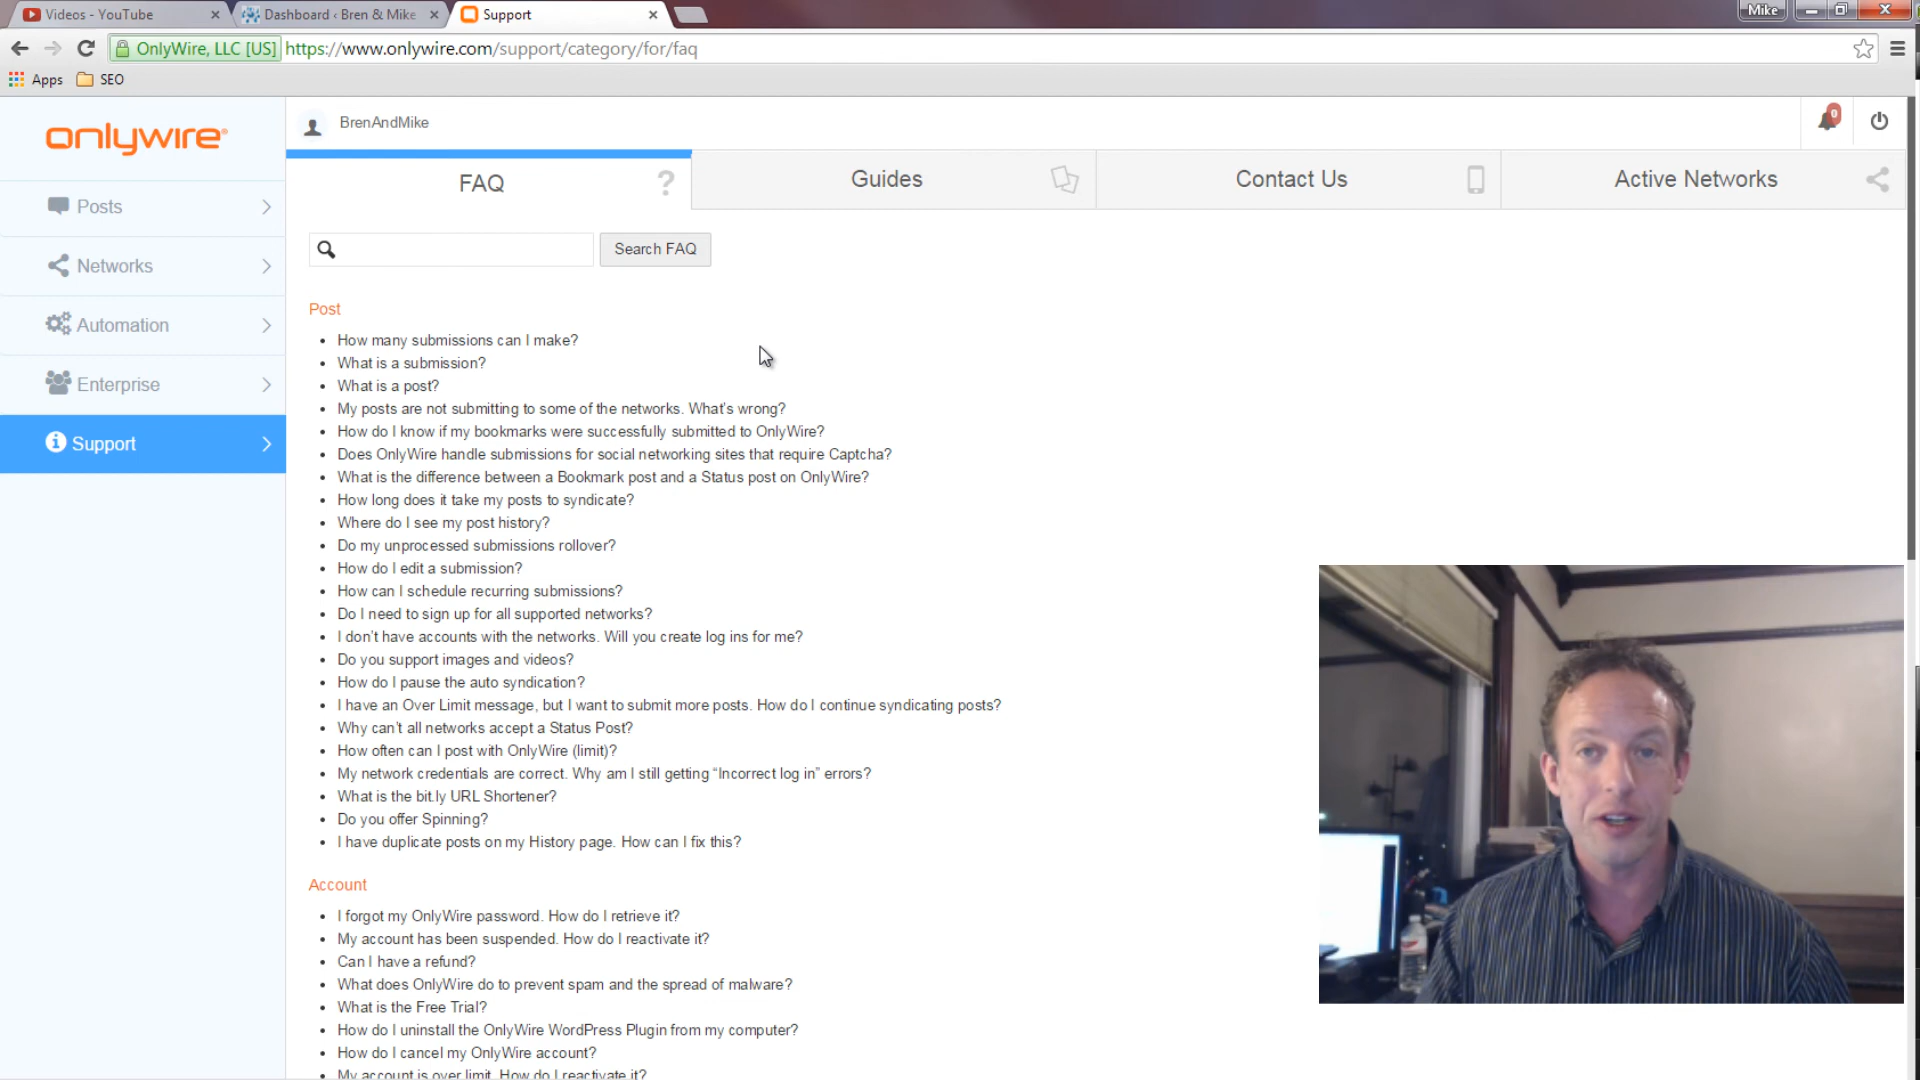 Videos - YouTube
Dashboard ‹ Bren & Mike
Support
Mike
OnlyWire, LLC [US]
https://www.onlywire.com/support/category/for/faq
Apps
SEO
onlywire®
BrenAndMike
0
Posts
Networks
Automation
Enterprise
Support
FAQ
?
Guides
Contact Us
Active Networks
Search FAQ
Post
• How many submissions can I make?
• What is a submission?
• What is a post?
• My posts are not submitting to some of the networks. What’s wrong?
• How do I know if my bookmarks were successfully submitted to OnlyWire?
• Does OnlyWire handle submissions for social networking sites that require Captcha?
• What is the difference between a Bookmark post and a Status post on OnlyWire?
• How long does it take my posts to syndicate?
• Where do I see my post history?
• Do my unprocessed submissions rollover?
• How do I edit a submission?
• How can I schedule recurring submissions?
• Do I need to sign up for all supported networks?
• I don’t have accounts with the networks. Will you create log ins for me?
• Do you support images and videos?
• How do I pause the auto syndication?
• I have an Over Limit message, but I want to submit more posts. How do I continue syndicating posts?
• Why can’t all networks accept a Status Post?
• How often can I post with OnlyWire (limit)?
• My network credentials are correct. Why am I still getting “Incorrect log in” errors?
• What is the bit.ly URL Shortener?
• Do you offer Spinning?
• I have duplicate posts on my History page. How can I fix this?
Account
• I forgot my OnlyWire password. How do I retrieve it?
• My account has been suspended. How do I reactivate it?
• Can I have a refund?
• What does OnlyWire do to prevent spam and the spread of malware?
• What is the Free Trial?
• How do I uninstall the OnlyWire WordPress Plugin from my computer?
• How do I cancel my OnlyWire account?
• My account is over limit. How do I reactivate it?